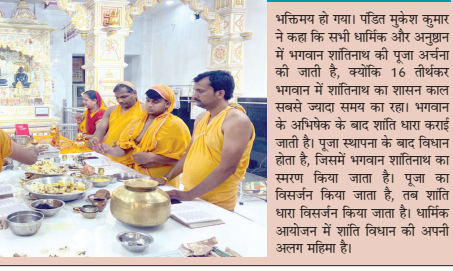 भक्तिमय हो गया। पंडित मुकेश कुमार
ने कहा कि सभी धार्मिक और अनुष्ठान
में भगवान शांतिनाथ की पूजा अर्चना
की जाती है, क्योंकि 16 तीर्थकर
भगवान में शांतिनाथ का शासन काल
सबसे ज्यादा समय का रहा। भगवान
के अभिषेक के बाद शांति धारा कराई
जाती है। पूजा स्थापना के बाद विधान
होता है, जिसमें भगवान शांतिनाथ का
स्मरण किया जाता है। पूजा का
विसर्जन किया जाता है, तब शांति
धारा विसर्जन किया जाता है। धार्मिक
आयोजन में शांति विधान की अपनी
अलग महिमा है।